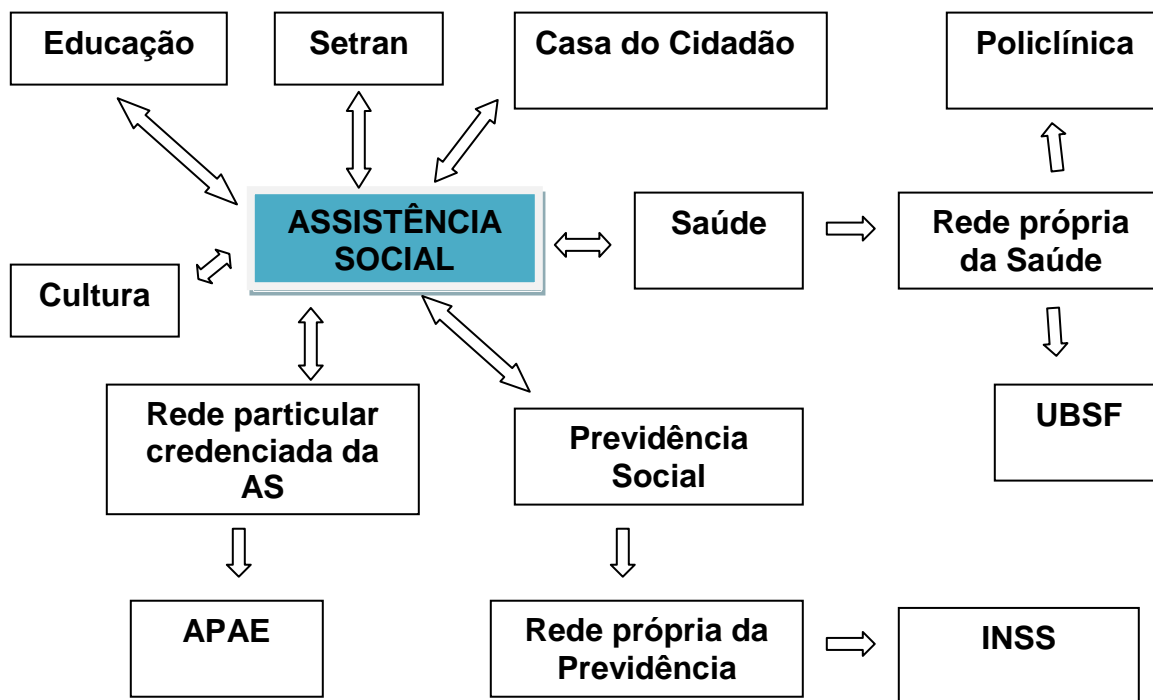 Educação
Setran
Casa do Cidadão
Policlínica
ASSISTÊNCIA
SOCIAL
Saúde
Rede própria
da Saúde
Cultura
Rede particular
credenciada da
AS
Previdência
Social
UBSF
APAE
Rede própria da
Previdência
INSS